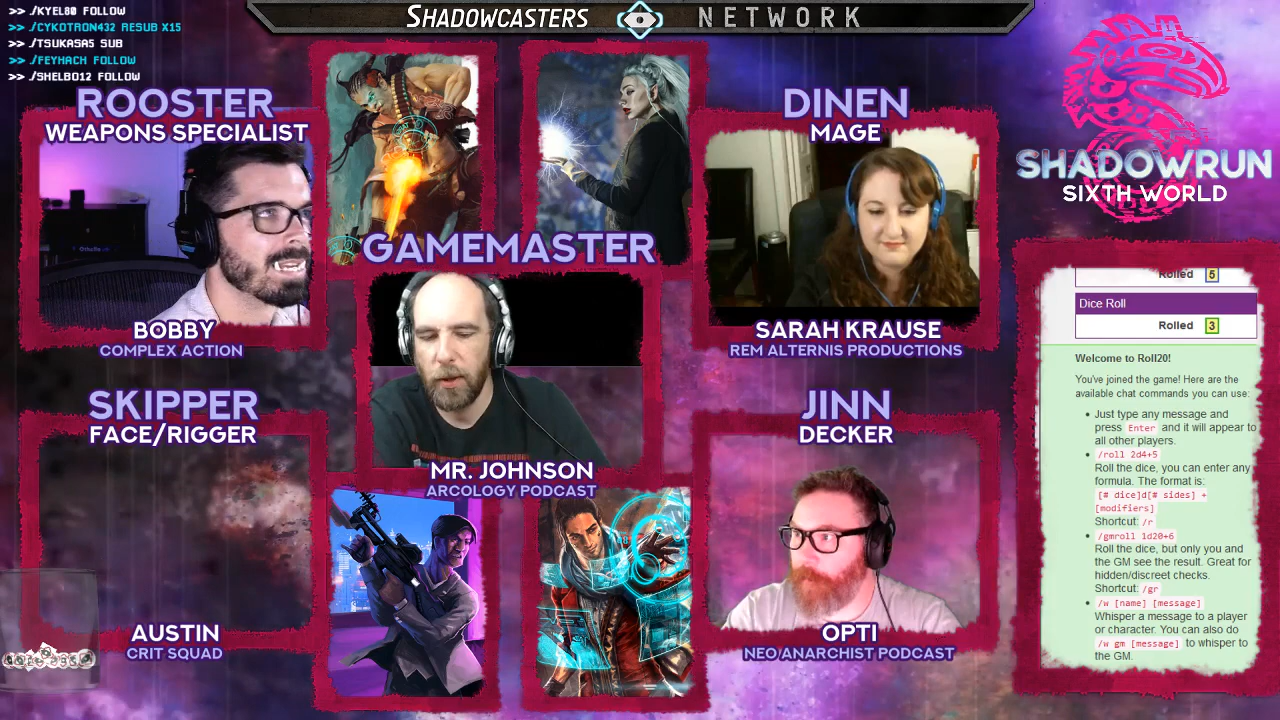 >> ./KYEL80 FOLLOW
>> ./CYKOTRON432 RESUB X15
>> ./TSUKASA5 SUB
>> ./FEYHACH FOLLOW
>> ./SHELBO12 FOLLOW
SHADOWCASTERS NETWORK
ROOSTER
WEAPONS SPECIALIST
BOBBY
COMPLEX ACTION
DINEN
MAGE
SARAH KRAUSE
REM ALTERNIS PRODUCTIONS
GAMEMASTER
MR. JOHNSON
ARCOLOGY PODCAST
SKIPPER
FACE/RIGGER
AUSTIN
CRIT SQUAD
JINN
DECKER
OPTI
NEO ANARCHIST PODCAST
SHADOWRUN
SIXTH WORLD
Rolled 5
Dice Roll
Rolled 3
Welcome to Roll20!
You've joined the game! Here are the
available chat commands you can use:
Just type any message and
press Enter and it will appear to
all other players.
/roll 2d4+5
Roll the dice, you can enter any
formula. The format is:
[# dice]d[# sides] +
[modifiers]
Shortcut: /r
/gmroll 1d20+6
Roll the dice, but only you and
the GM see the result. Great for
hidden/discreet checks.
Shortcut: /gr
/w [name] [message]
Whisper a message to a player
or character. You can also do
/w gm [message] to whisper to
the GM.